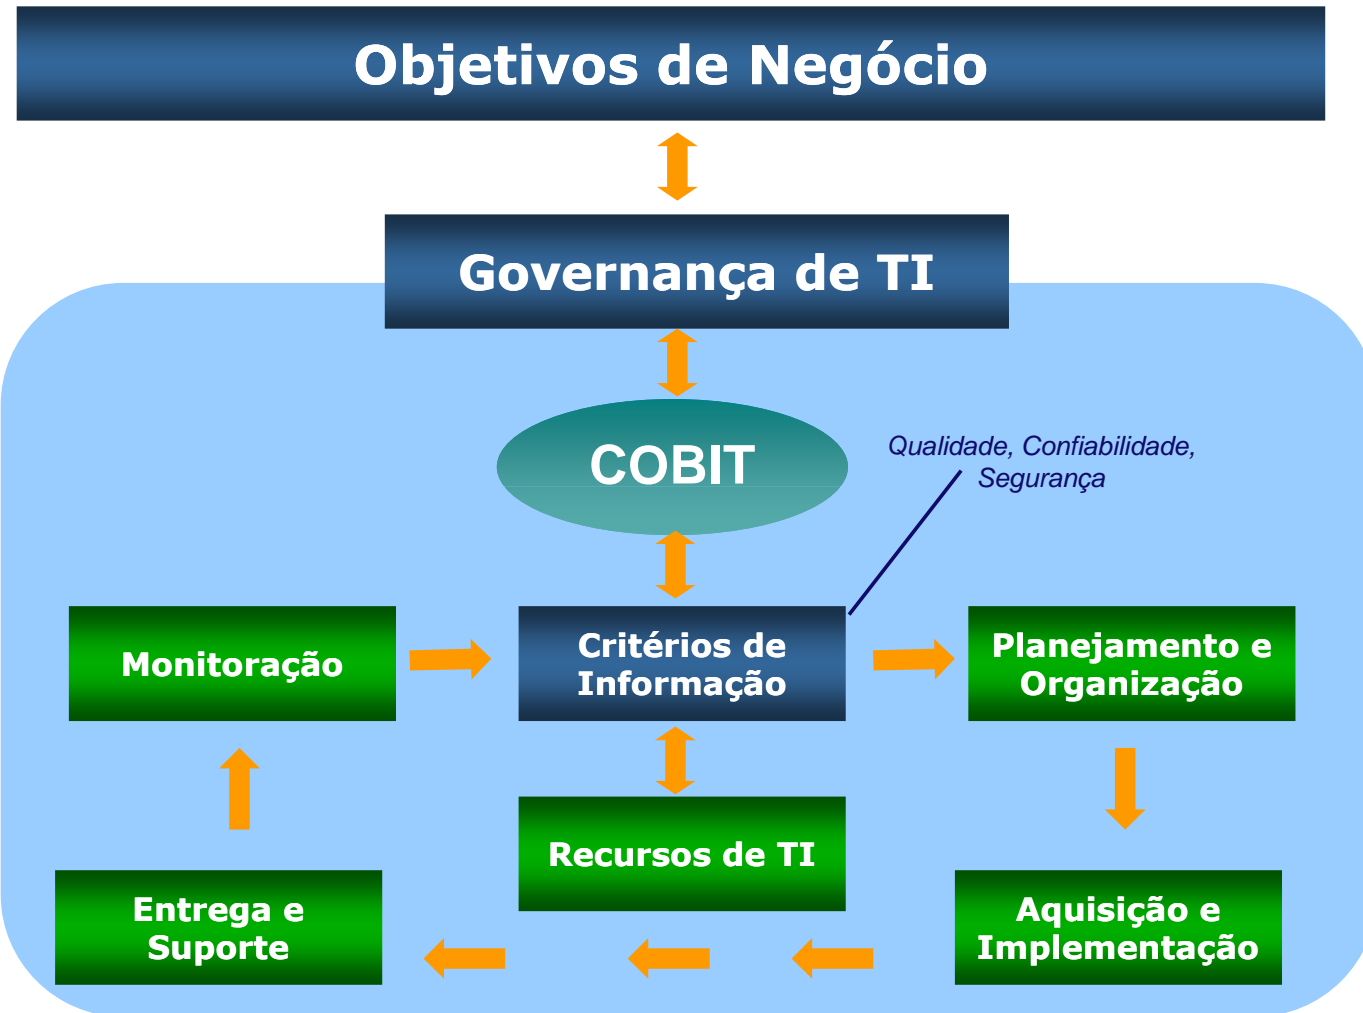 Objetivos de Negócio
Governança de TI
COBIT
Qualidade, Confiabilidade,
Segurança
Monitoração
Critérios de
Informação
Planejamento e
Organização
Recursos de TI
Entrega e
Suporte
Aquisição e
Implementação